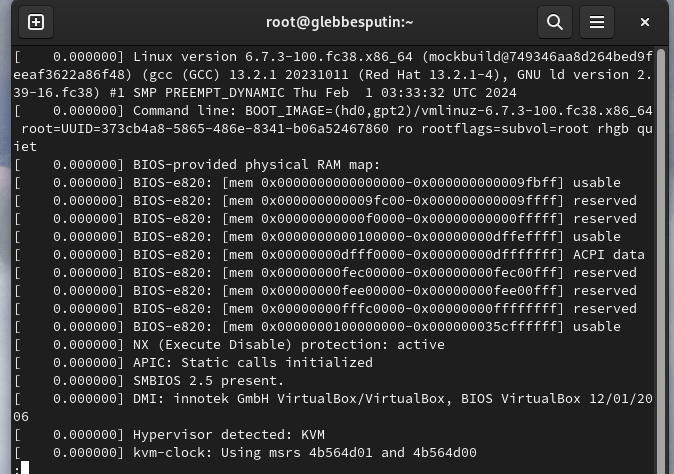 root@glebbesputin:~
[    0.000000] Linux version 6.7.3-100.fc38.x86_64 (mockbuild@749346aa8d264bed9f
eeaf3622a86f48) (gcc (GCC) 13.2.1 20231011 (Red Hat 13.2.1-4), GNU ld version 2.
39-16.fc38) #1 SMP PREEMPT_DYNAMIC Thu Feb  1 03:33:32 UTC 2024
[    0.000000] Command line: BOOT_IMAGE=(hd0,gpt2)/vmlinuz-6.7.3-100.fc38.x86_64
 root=UUID=373cb4a8-5865-486e-8341-b06a52467860 ro rootflags=subvol=root rhgb qu
iet
[    0.000000] BIOS-provided physical RAM map:
[    0.000000] BIOS-e820: [mem 0x0000000000000000-0x000000000009fbff] usable
[    0.000000] BIOS-e820: [mem 0x000000000009fc00-0x000000000009ffff] reserved
[    0.000000] BIOS-e820: [mem 0x00000000000f0000-0x00000000000fffff] reserved
[    0.000000] BIOS-e820: [mem 0x0000000000100000-0x00000000dffeffff] usable
[    0.000000] BIOS-e820: [mem 0x00000000dfff0000-0x00000000dfffffff] ACPI data
[    0.000000] BIOS-e820: [mem 0x00000000fec00000-0x00000000fec00fff] reserved
[    0.000000] BIOS-e820: [mem 0x00000000fee00000-0x00000000fee00fff] reserved
[    0.000000] BIOS-e820: [mem 0x00000000fffc0000-0x00000000ffffffff] reserved
[    0.000000] BIOS-e820: [mem 0x0000000100000000-0x000000035cffffff] usable
[    0.000000] NX (Execute Disable) protection: active
[    0.000000] APIC: Static calls initialized
[    0.000000] SMBIOS 2.5 present.
[    0.000000] DMI: innotek GmbH VirtualBox/VirtualBox, BIOS VirtualBox 12/01/20
06
[    0.000000] Hypervisor detected: KVM
[    0.000000] kvm-clock: Using msrs 4b564d01 and 4b564d00
: